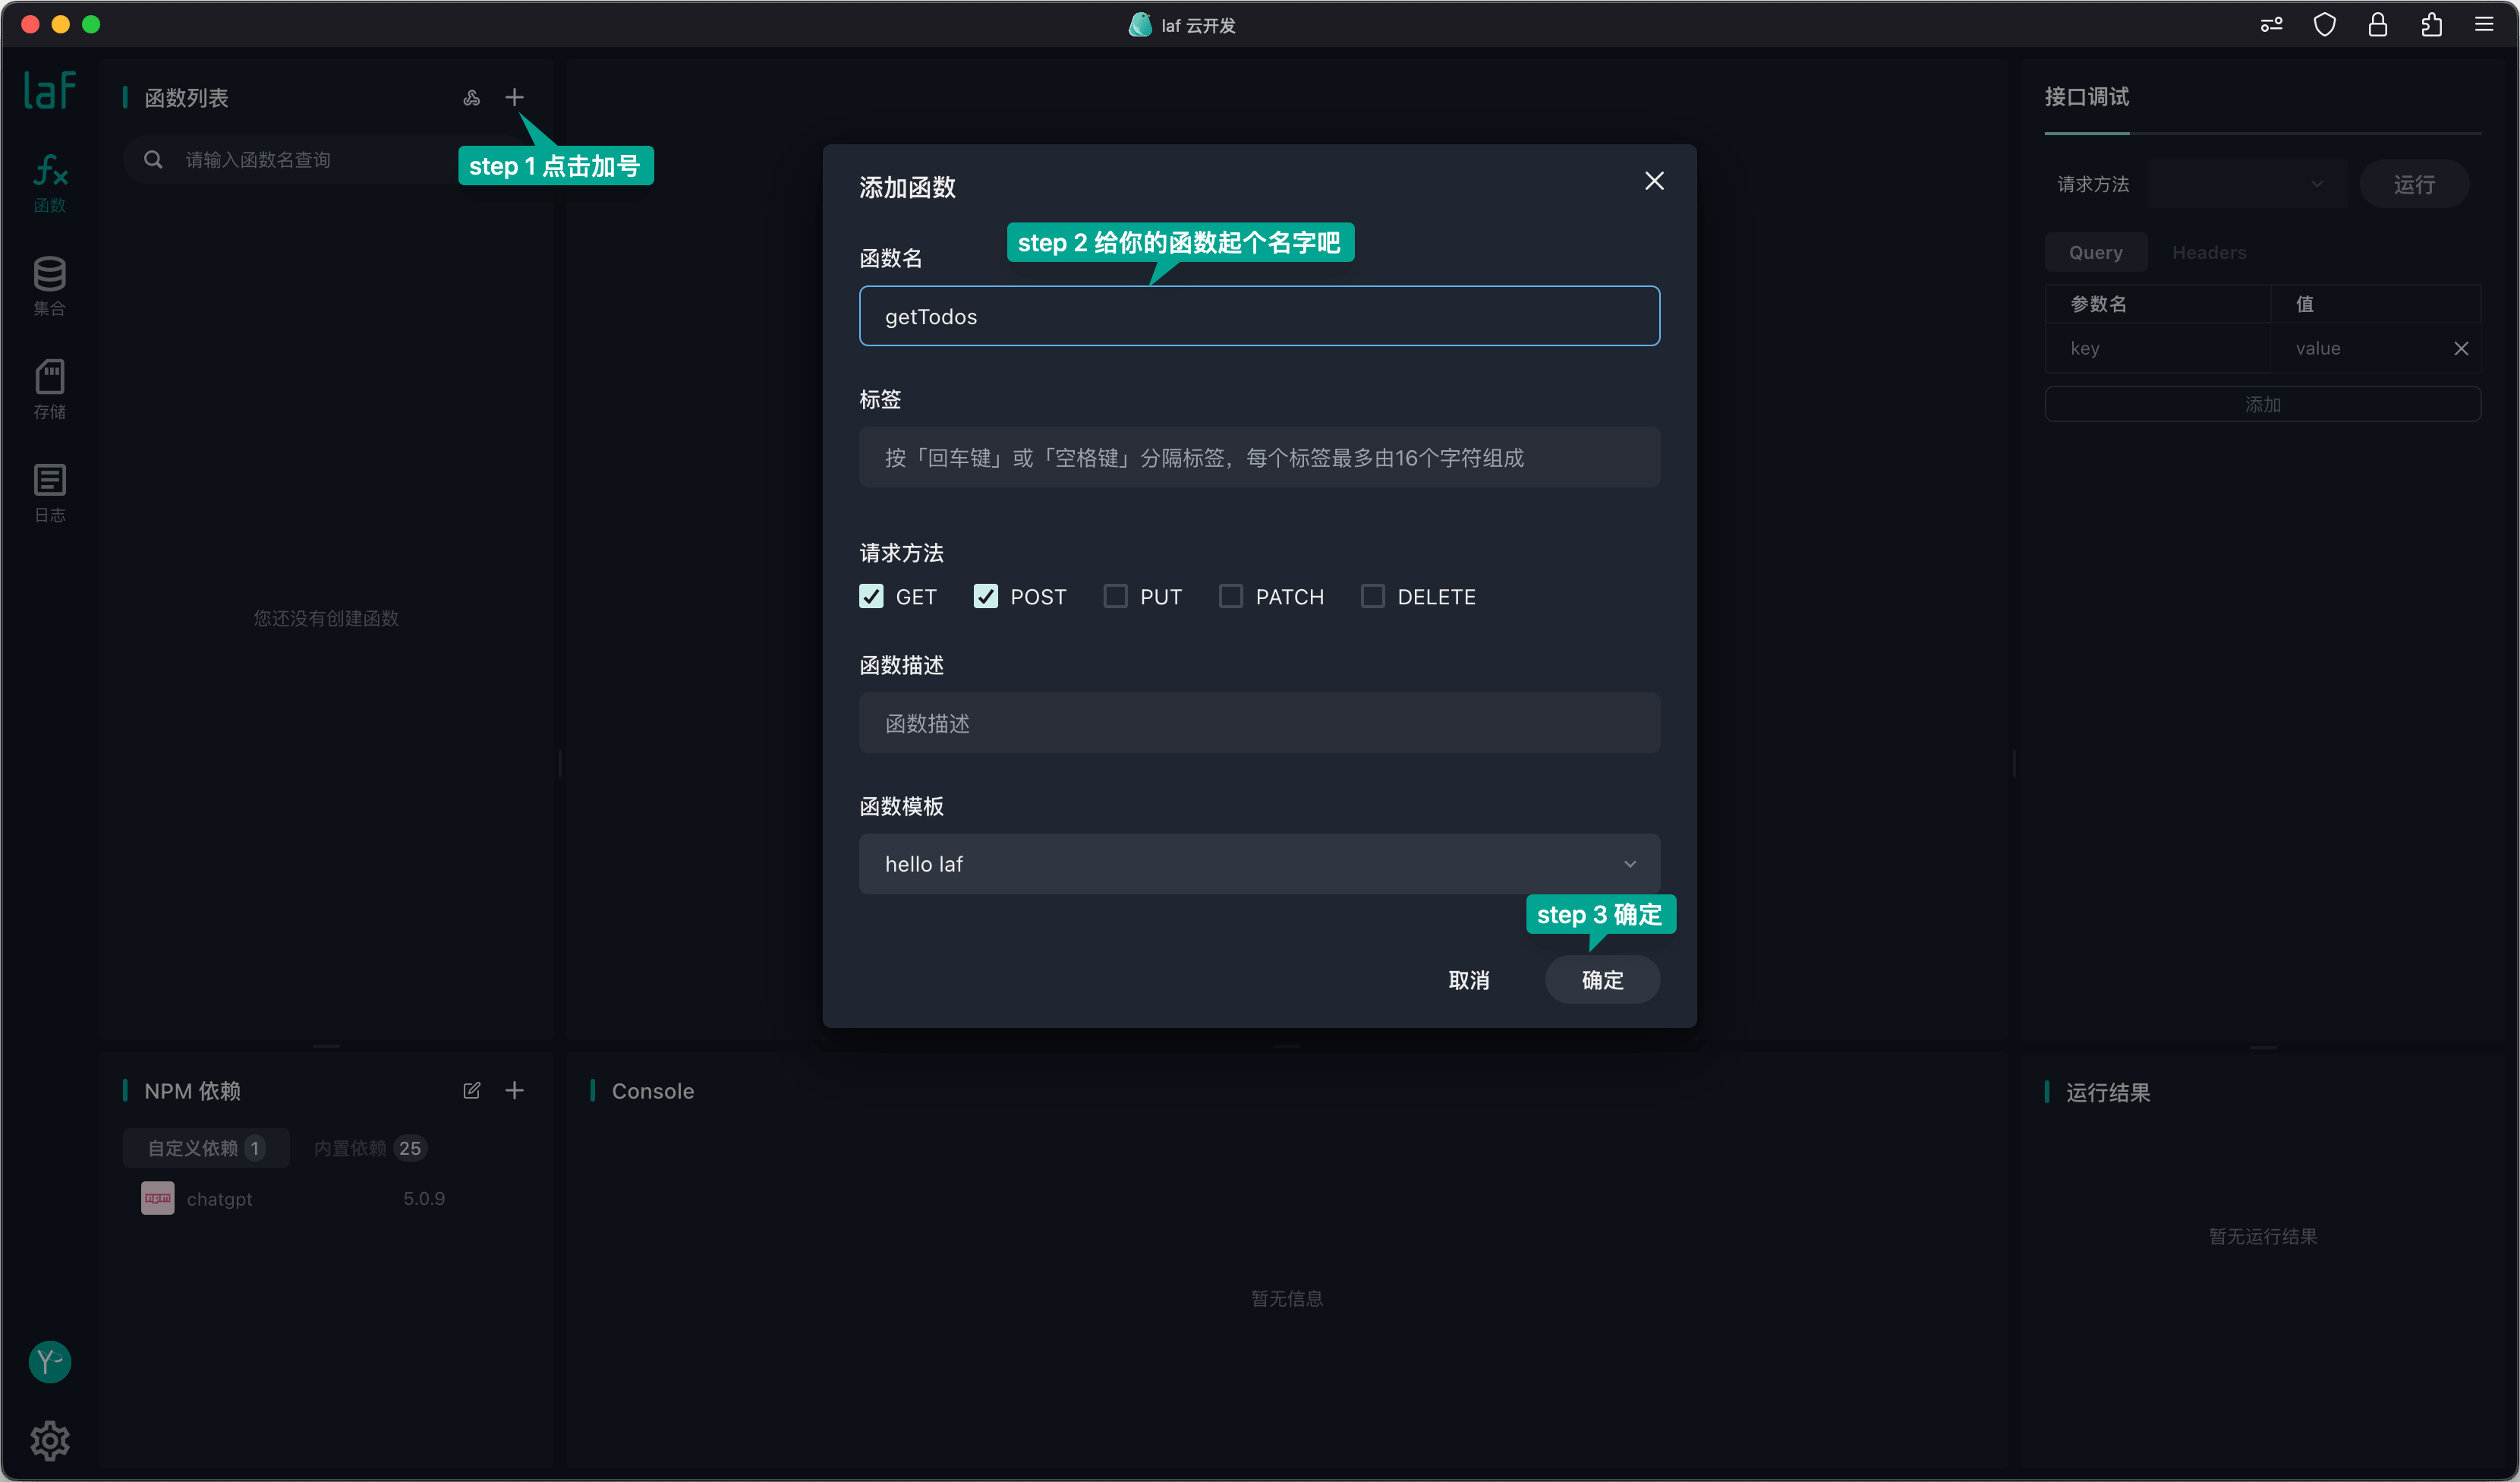 laf 云开发
laf
函数
集合
存储
日志
函数列表
请输入函数名查询
step 1 点击加号
您还没有创建函数
添加函数
step 2 给你的函数起个名字吧
函数名
getTodos
标签
按「回车键」或「空格键」分隔标签，每个标签最多由16个字符组成
请求方法
GET POST PUT PATCH DELETE
函数描述
函数描述
函数模板
hello laf
step 3 确定
取消 确定
接口调试
请求方法 运行
Query Headers
参数名 值
key value
添加
NPM 依赖
自定义依赖 1 内置依赖 25
npm chatgpt 5.0.9
Console
暂无信息
运行结果
暂无运行结果